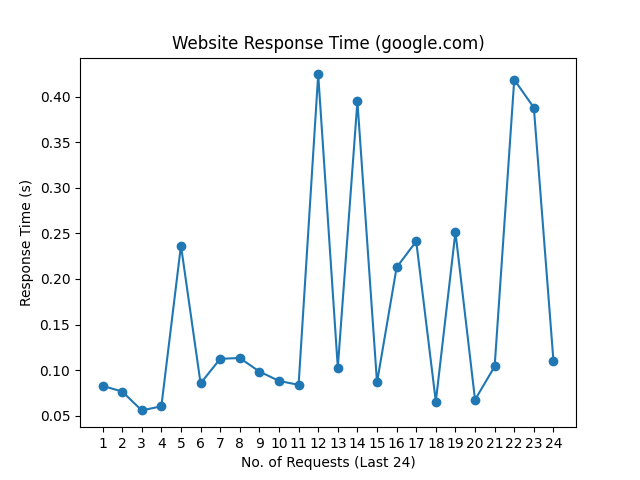 Website Response Time (google.com)
0.40
0.35
0.30
0.25
0.20
0.15
0.10
0.05
Response Time (s)
1 2 3 4 5 6 7 8 9 10 11 12 13 14 15 16 17 18 19 20 21 22 23 24
No. of Requests (Last 24)